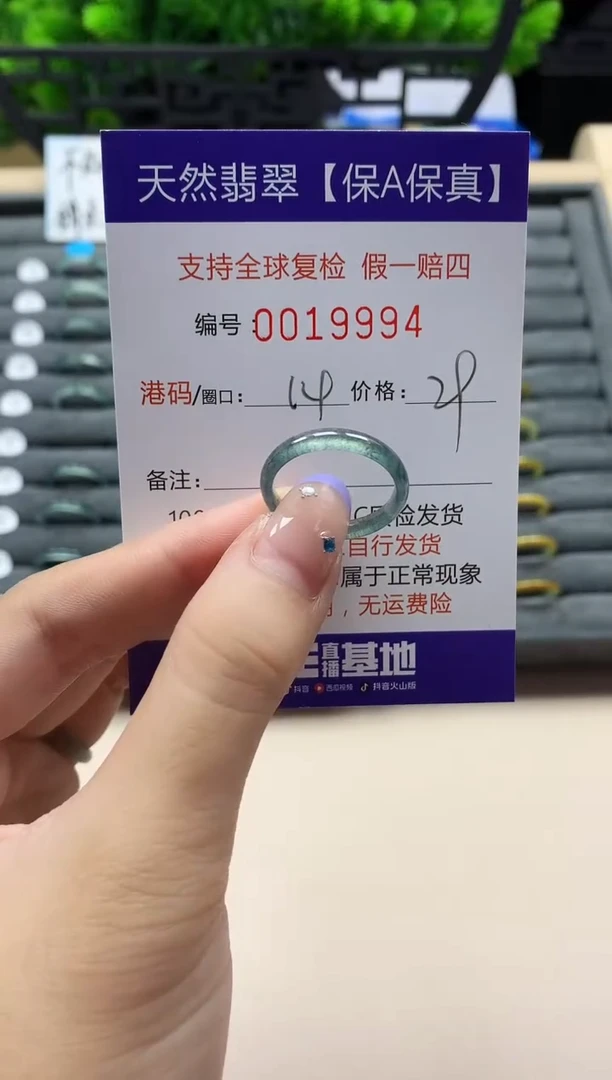 天然翡翠【保A保真】
支持全球复检 假一赔四
编号:0019994
港码/圈口: 14 价格: 29
备注:
质检发货
自行发货
属于正常现象
,无运费险
直播基地
抖音 西瓜视频 抖音火山版